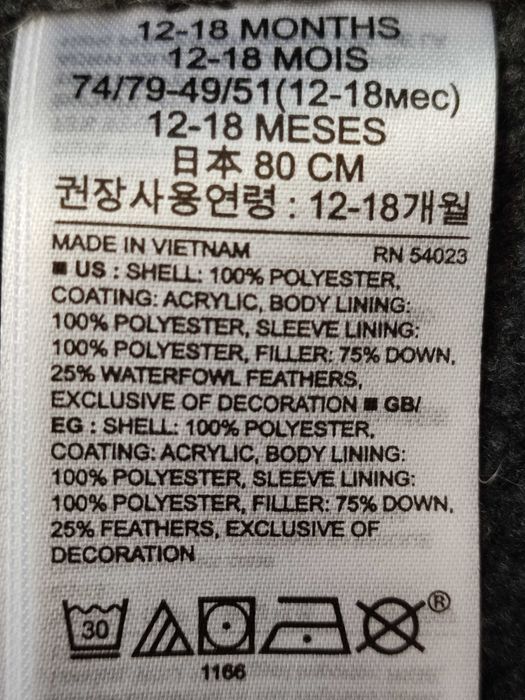 12-18 MONTHS
12-18 MOIS
74/79-49/51(12-18мес)
12-18 MESES
日本 80 CM
권장사용연령 : 12-18개월
MADE IN VIETNAM RN 54023
■ US : SHELL: 100% POLYESTER,
COATING: ACRYLIC, BODY LINING:
100% POLYESTER, SLEEVE LINING:
100% POLYESTER, FILLER: 75% DOWN,
25% WATERFOWL FEATHERS,
EXCLUSIVE OF DECORATION ■ GB/
EG : SHELL: 100% POLYESTER,
COATING: ACRYLIC, BODY LINING:
100% POLYESTER, SLEEVE LINING:
100% POLYESTER, FILLER: 75% DOWN,
25% FEATHERS, EXCLUSIVE OF
DECORATION
30 ®
1166